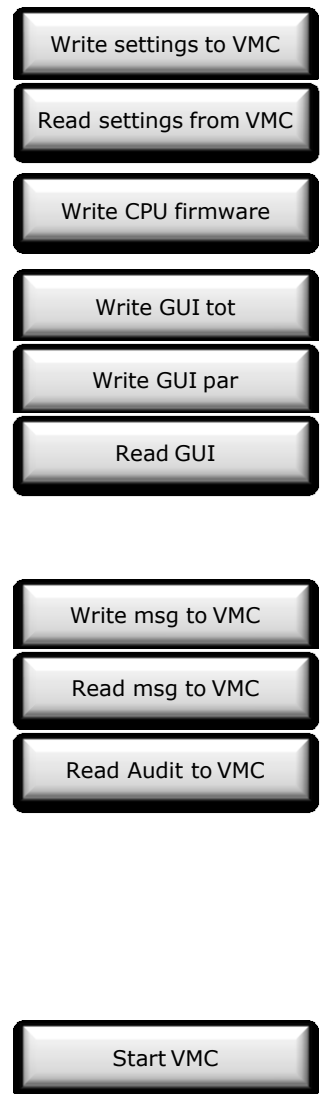 Write settings to VMC
Read settings from VMC
Write CPU firmware
Write GUI tot
Write GUI par
Read GUI
Write msg to VMC
Read msg to VMC
Read Audit to VMC
Start VMC